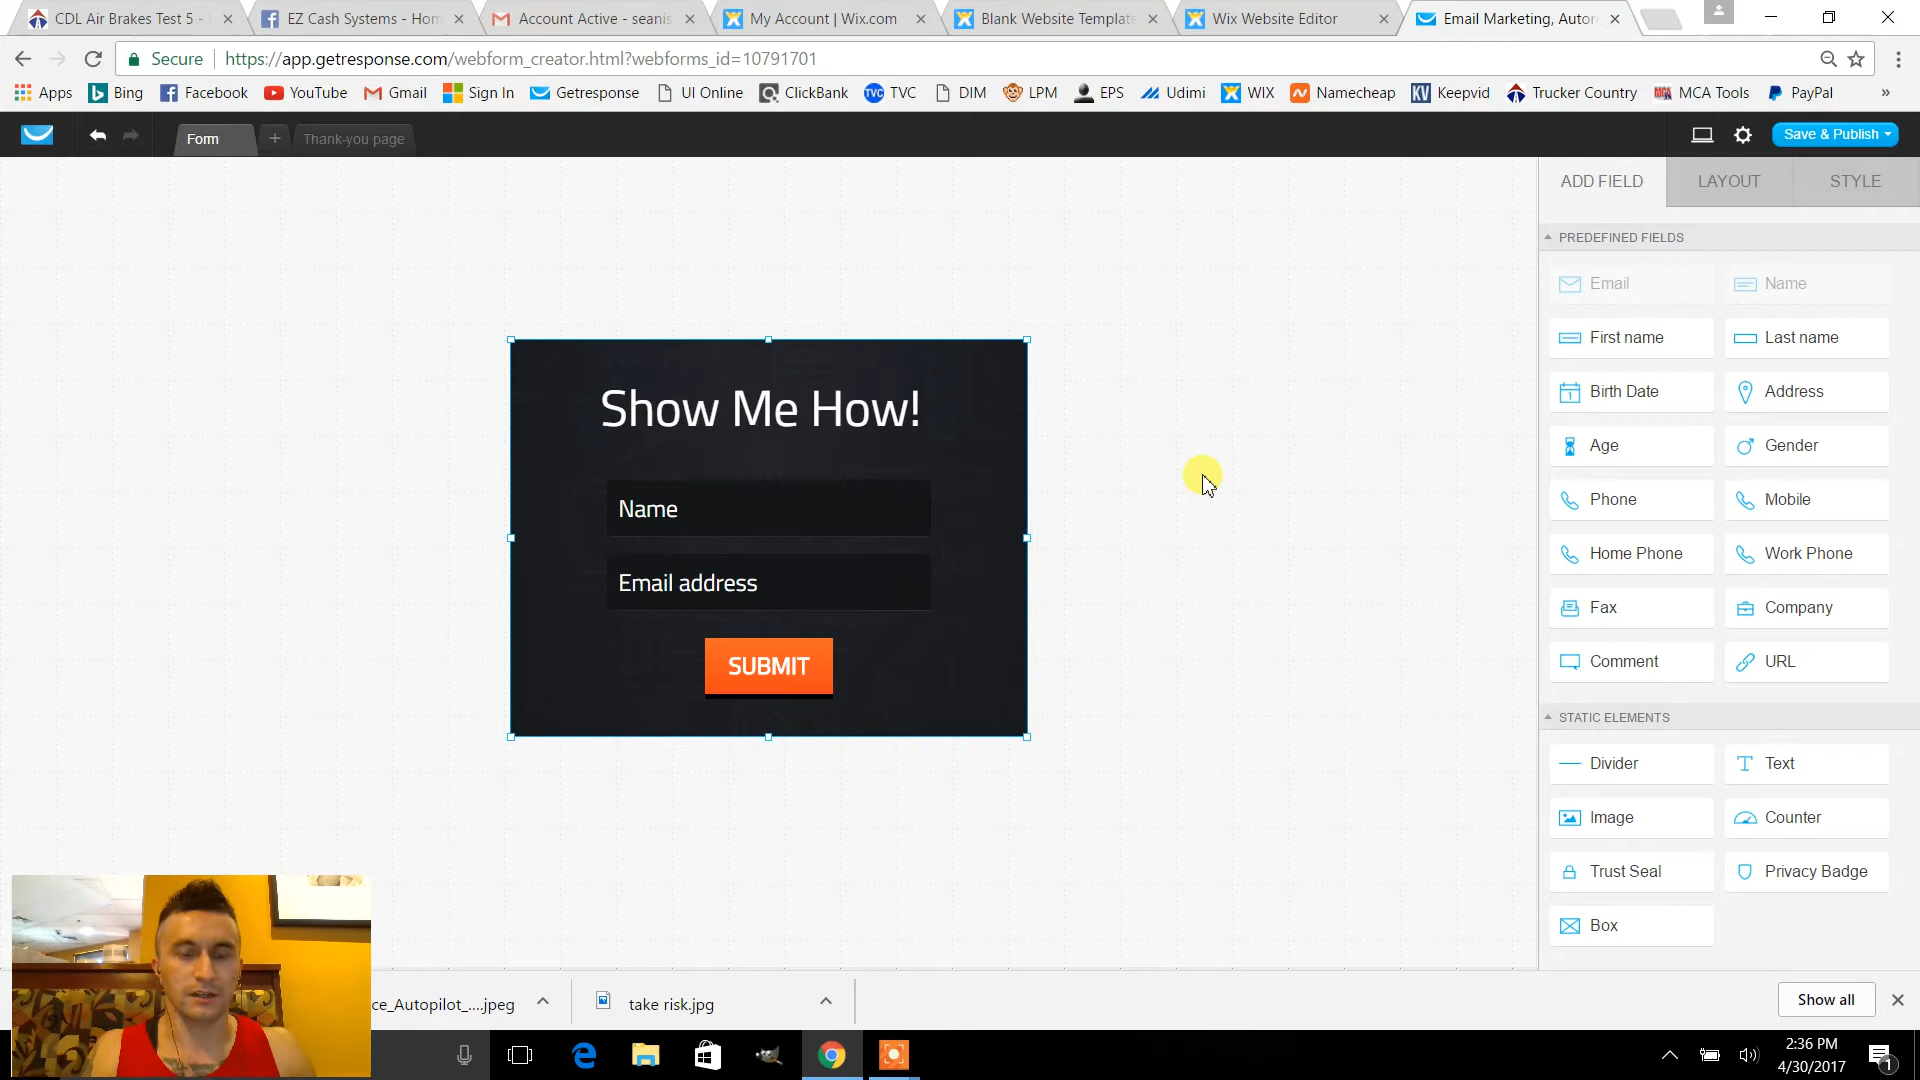 CDL Air Brakes Test 5 -
EZ Cash Systems - Hom
Account Active - seanis
My Account | Wix.com
Blank Website Template
Wix Website Editor
Email Marketing, Autor
Secure
https://app.getresponse.com/webform_creator.html?webforms_id=10791701
Apps
Bing
Facebook
YouTube
Gmail
Sign In
Getresponse
UI Online
ClickBank
TVC
DIM
LPM
EPS
Udimi
WIX
Namecheap
KV Keepvid
Trucker Country
MCA Tools
PayPal
»
Form
+
Thank-you page
Save & Publish
ADD FIELD
LAYOUT
STYLE
PREDEFINED FIELDS
Email
Name
First name
Last name
Birth Date
Address
Age
Gender
Phone
Mobile
Home Phone
Work Phone
Fax
Company
Comment
URL
STATIC ELEMENTS
Divider
Text
Image
Counter
Trust Seal
Privacy Badge
Box
Show Me How!
Name
Email address
SUBMIT
ce_Autopilot_....jpeg
take risk.jpg
Show all
2:36 PM
4/30/2017
1